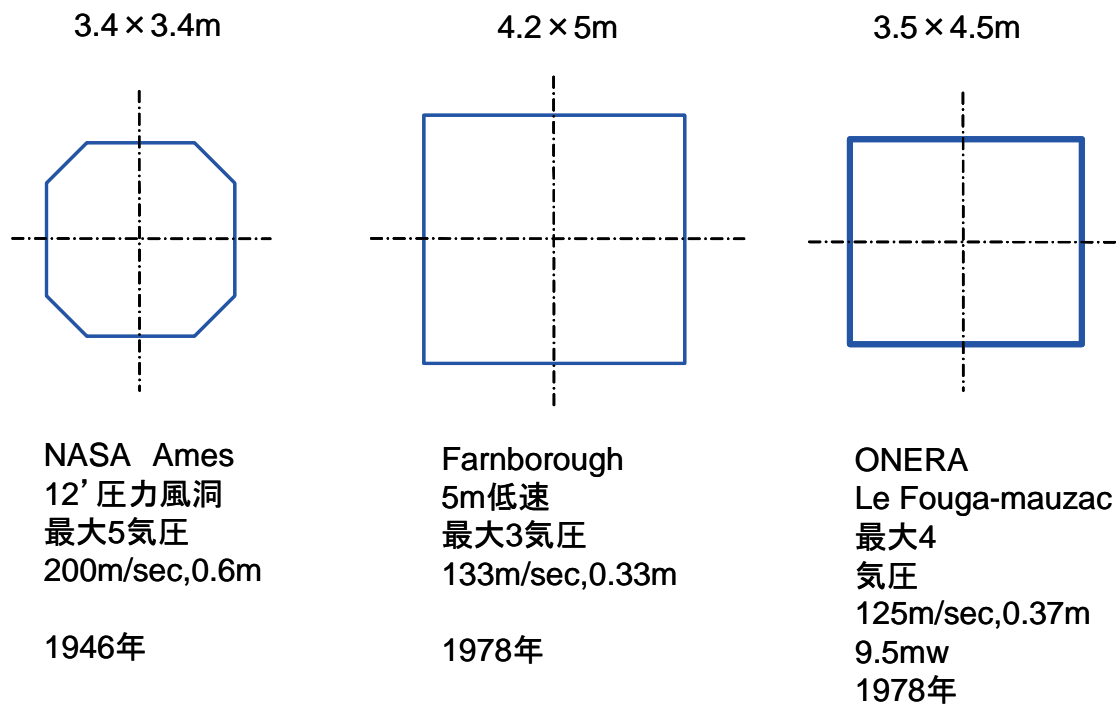 3.4×3.4m
4.2×5m
3.5×4.5m
NASA Ames
12’圧力風洞
最大5気圧
200m/sec,0.6m
1946年
Farnborough
5m低速
最大3気圧
133m/sec,0.33m
1978年
ONERA
Le Fouga-mauzac
最大4
気圧
125m/sec,0.37m
9.5mw
1978年